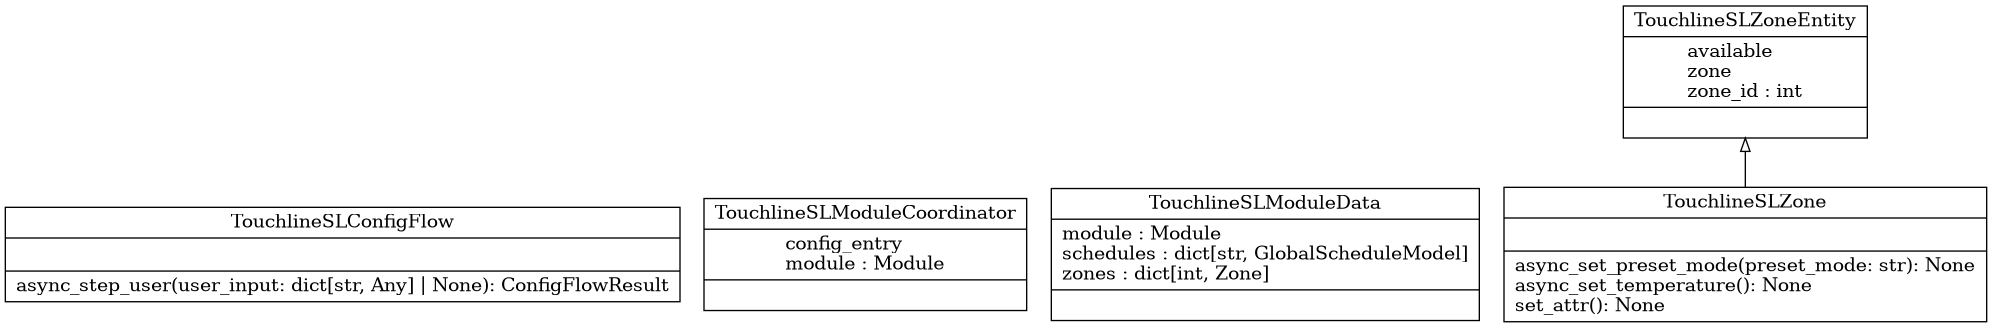 TouchlineSLZoneEntity
available
zone
zone_id : int
TouchlineSLConfigFlow
async_step_user(user_input: dict[str, Any] | None): ConfigFlowResult
TouchlineSLModuleCoordinator
config_entry
module : Module
TouchlineSLModuleData
module : Module
schedules : dict[str, GlobalScheduleModel]
zones : dict[int, Zone]
TouchlineSLZone
async_set_preset_mode(preset_mode: str): None
async_set_temperature(): None
set_attr(): None